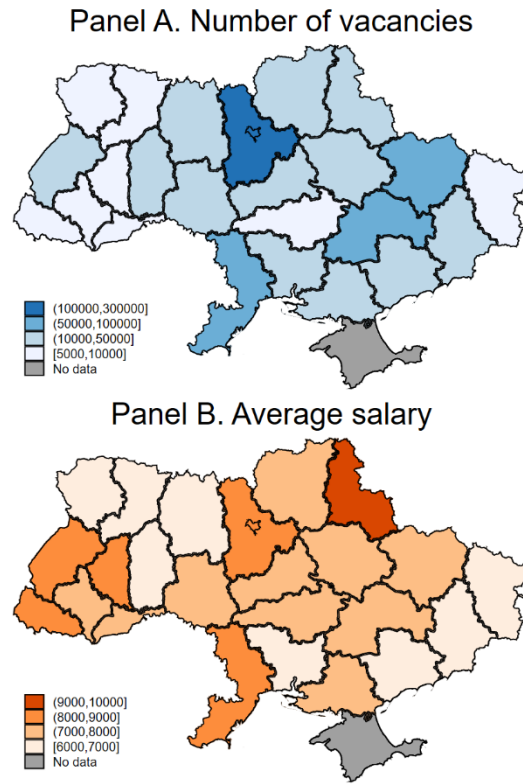 Panel A. Number of vacancies
(100000,300000]
(50000,100000]
(10000,50000]
[5000,10000]
No data
Panel B. Average salary
(9000,10000]
(8000,9000]
(7000,8000]
[6000,7000]
No data